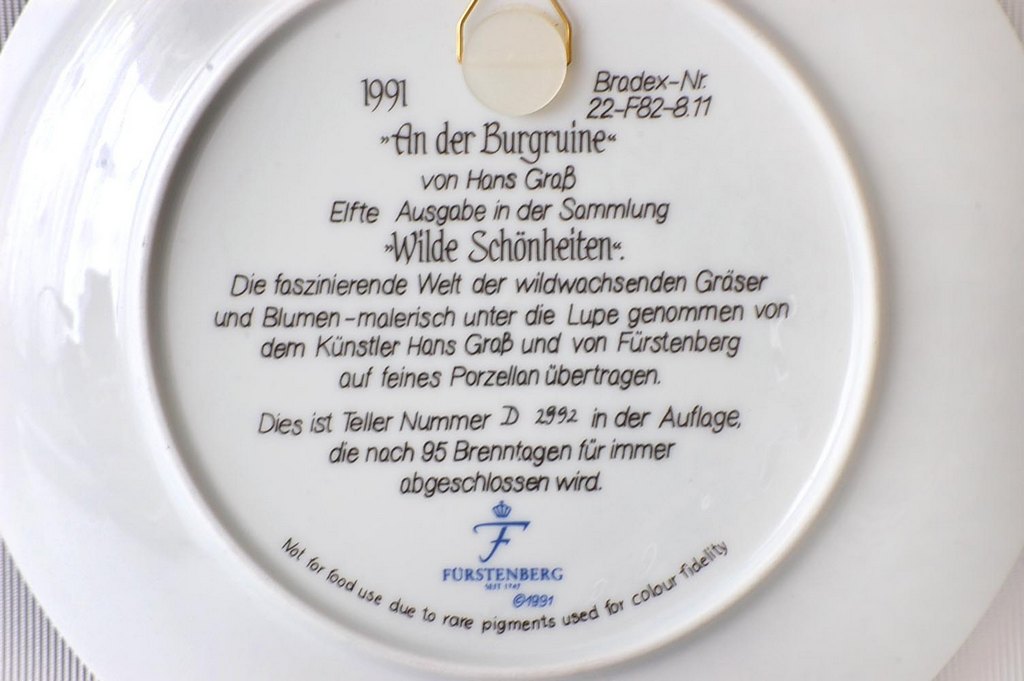 1991
Bradex-Nr.
22-F82-8.11
»An der Burgruine«
von Hans Graß
Elfte Ausgabe in der Sammlung
»Wilde Schönheiten«.
Die faszinierende Welt der wildwachsenden Gräser
und Blumen - malerisch unter die Lupe genommen von
dem Künstler Hans Graß und von Fürstenberg
auf feines Porzellan übertragen.
Dies ist Teller Nummer D 2992 in der Auflage,
die nach 95 Brenntagen für immer
abgeschlossen wird.
F
FÜRSTENBERG
SEIT 1747
©1991
Not for food use due to rare pigments used for colour fidelity